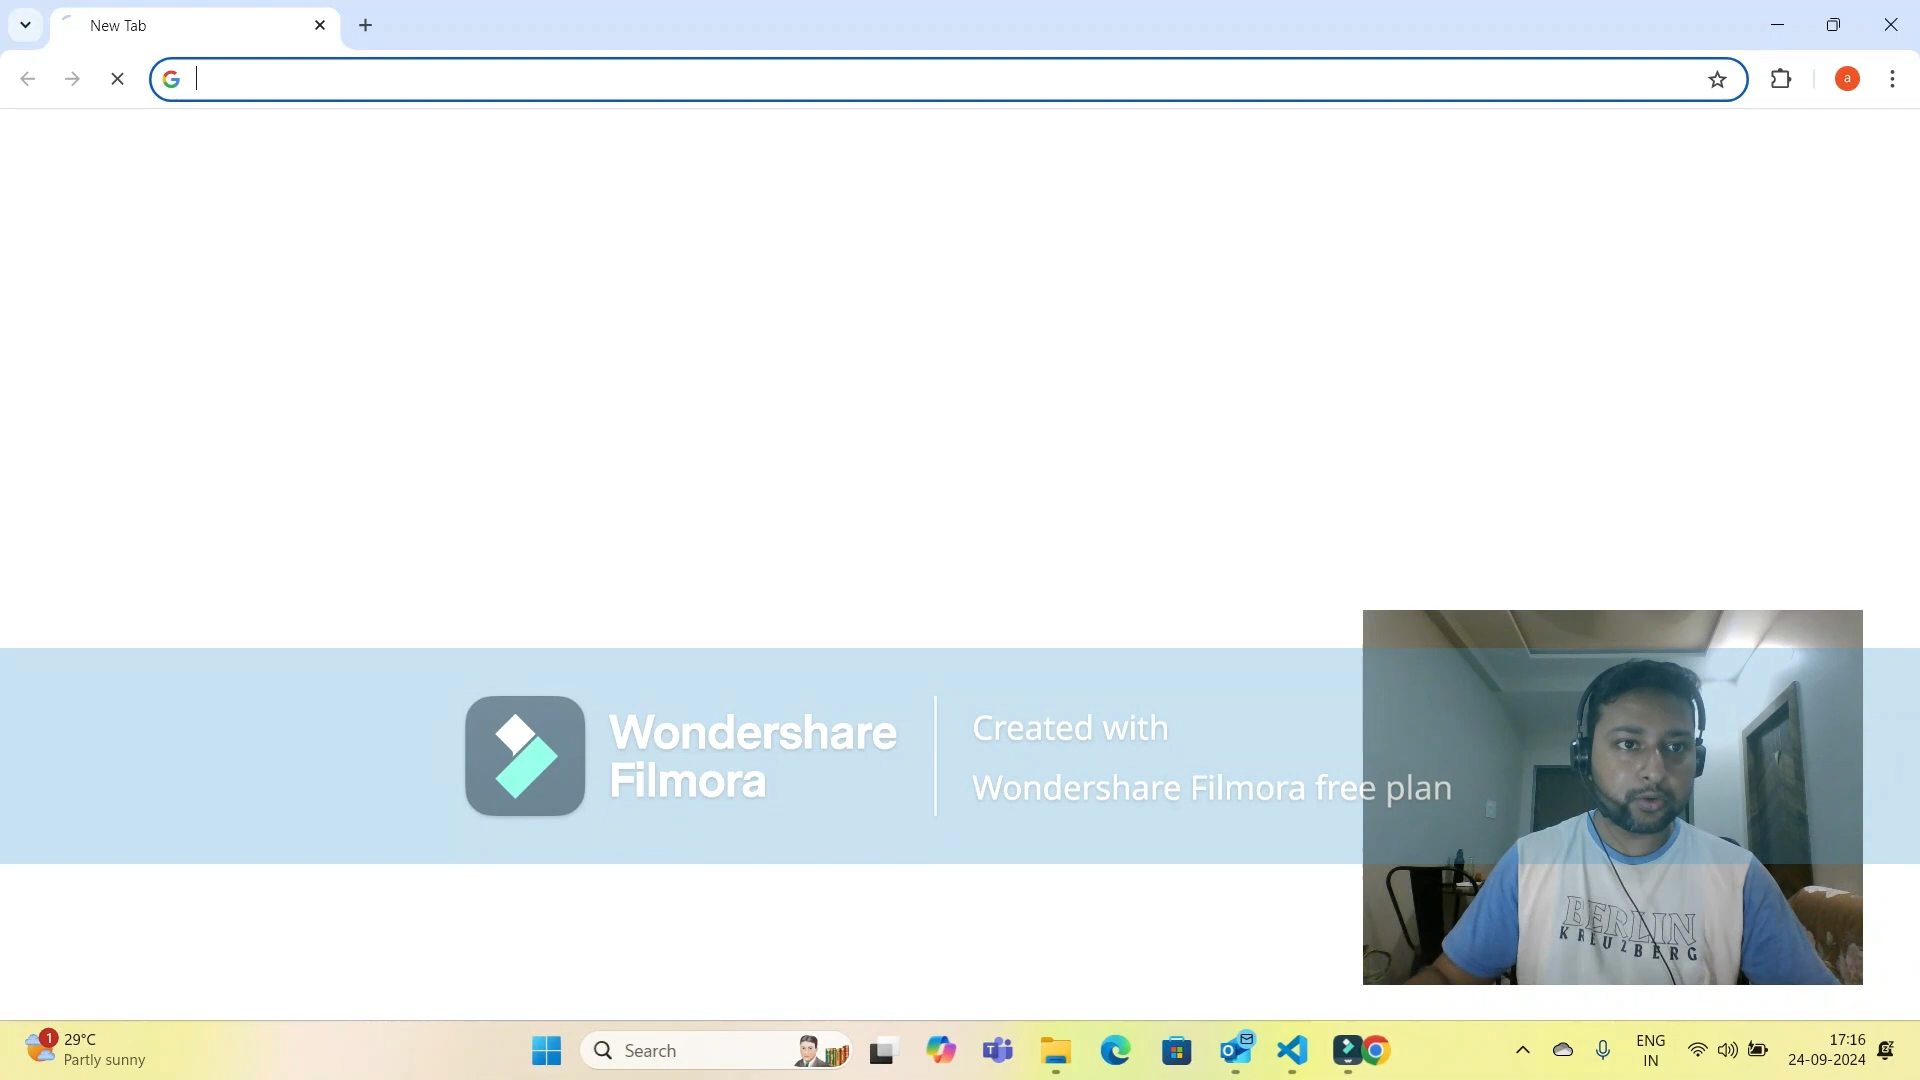 New Tab
a
Wondershare
Filmora
Created with
Wondershare Filmora free plan
BERLIN
KREUZBERG
1
29°C
Partly sunny
Search
ENG
IN
17:16
24-09-2024